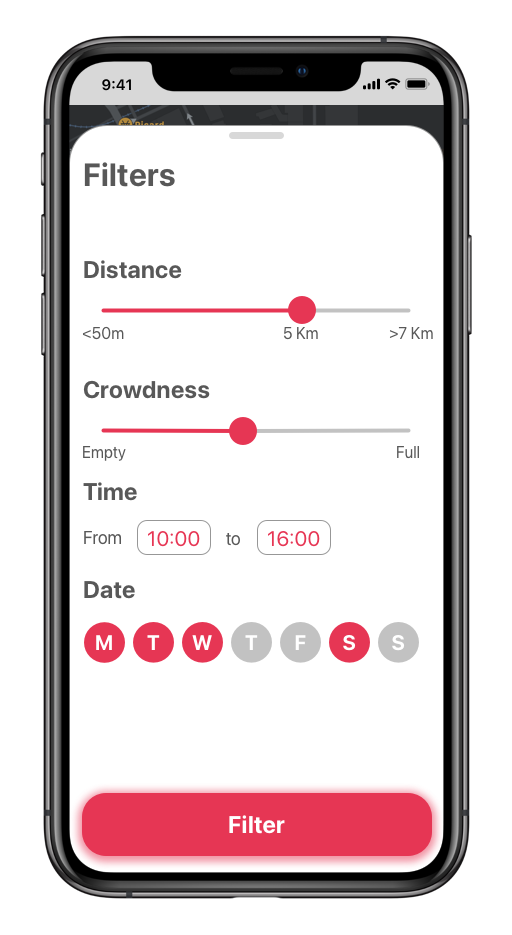 9:41
Filters
Distance
<50m 5 Km >7 Km
Crowdness
Empty Full
Time
From 10:00 to 16:00
Date
M T W T F S S
Filter